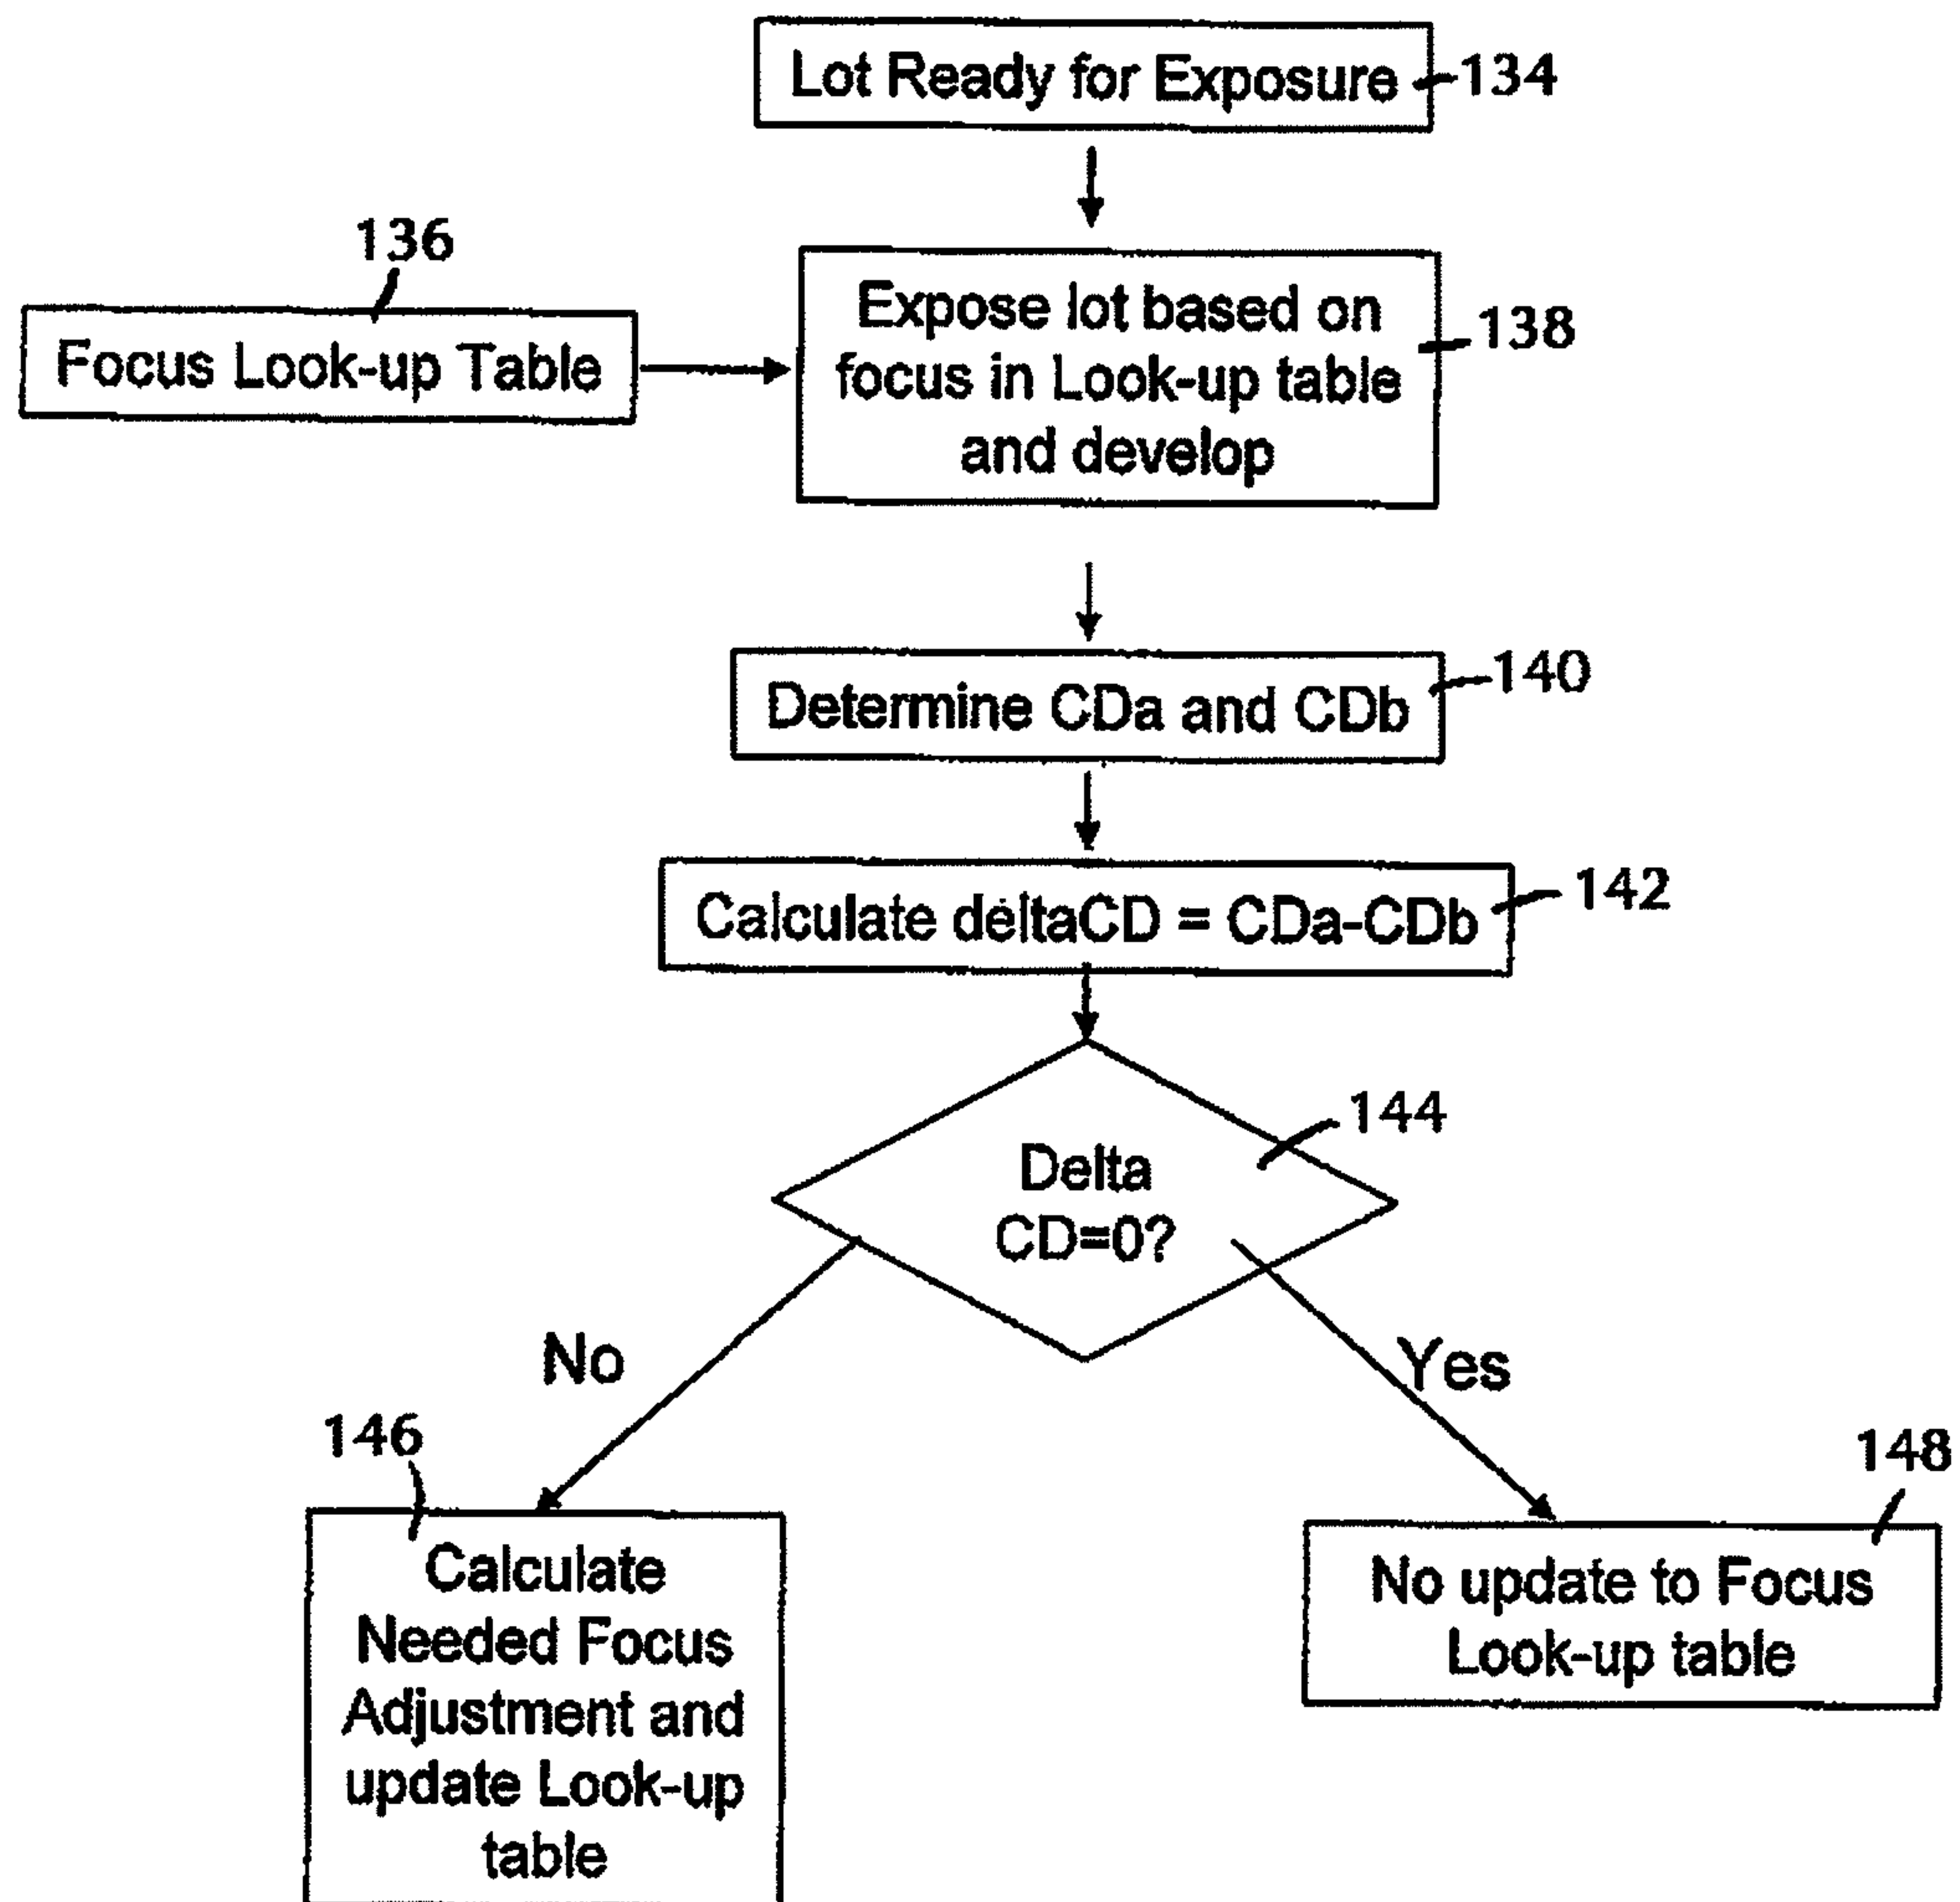 Lot Ready for Exposure
134
136
Focus Look-up Table
Expose lot based on
focus in Look-up table
and develop
138
Determine CDa and CDb
140
Calculate deltaCD = CDa-CDb
142
Delta
CD=0?
144
No
Yes
146
Calculate
Needed Focus
Adjustment and
update Look-up
table
148
No update to Focus
Look-up table